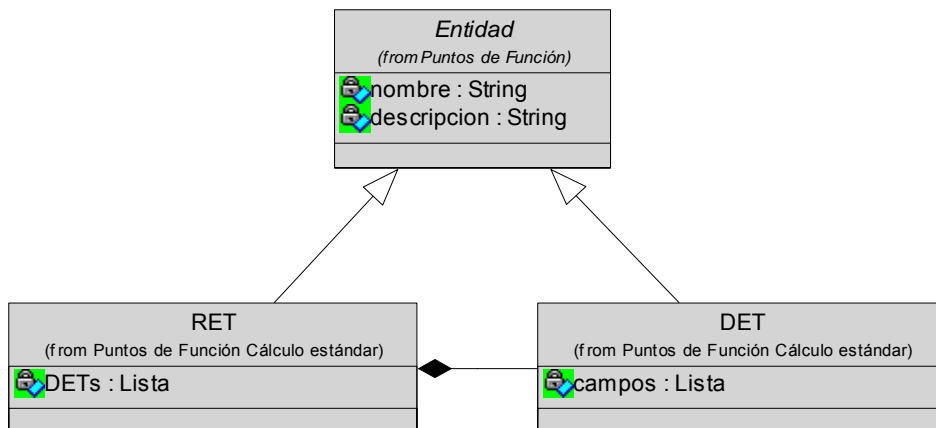 Entidad
(from Puntos de Función)
nombre : String
descripcion : String
RET
(from Puntos de Función Cálculo estándar)
DETs : Lista
DET
(from Puntos de Función Cálculo estándar)
campos : Lista